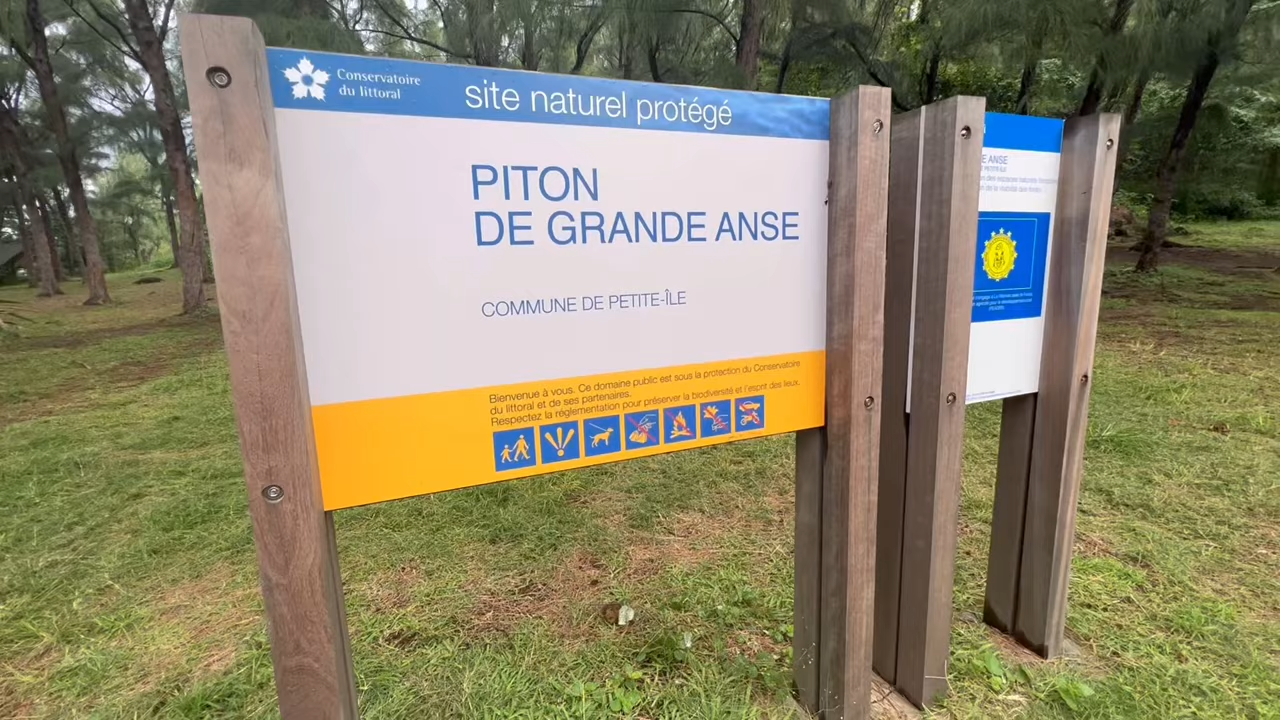 Conservatoire
du littoral
site naturel protégé
PITON
DE GRANDE ANSE
COMMUNE DE PETITE-ÎLE
Bienvenue à vous. Ce domaine public est sous la protection du Conservatoire
du littoral et de ses partenaires.
Respectez la réglementation pour préserver la biodiversité et l'esprit des lieux.
E ANSE